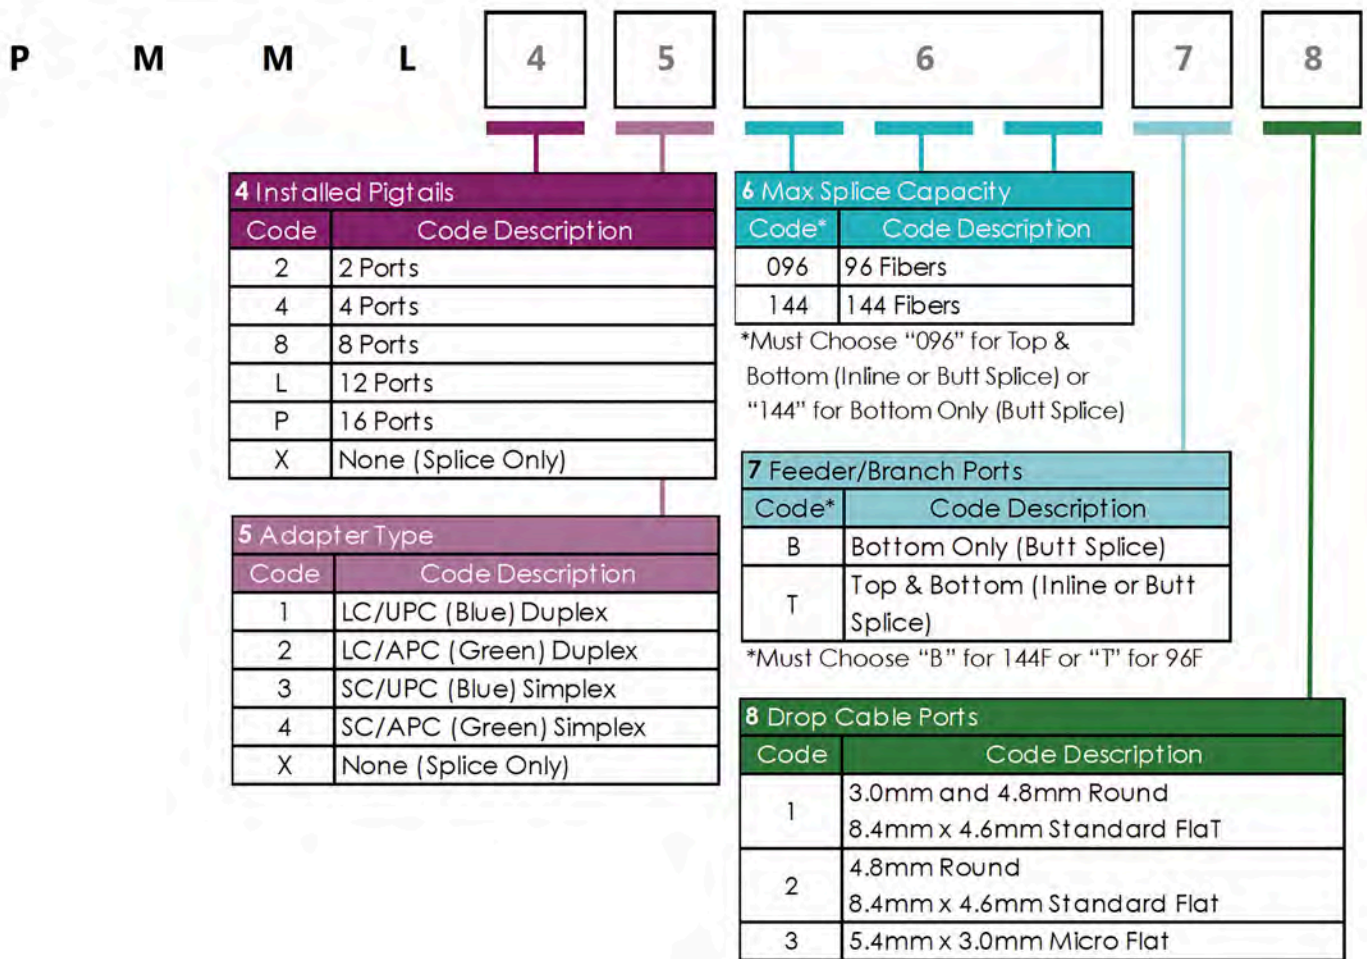 P M M L 4 5 6 7 8
4 Installed Pigtails
Code Code Description
2 2 Ports
4 4 Ports
8 8 Ports
L 12 Ports
P 16 Ports
X None (Splice Only)
5 Adapter Type
Code Code Description
1 LC/UPC (Blue) Duplex
2 LC/APC (Green) Duplex
3 SC/UPC (Blue) Simplex
4 SC/APC (Green) Simplex
X None (Splice Only)
6 Max Splice Capacity
Code* Code Description
096 96 Fibers
144 144 Fibers
*Must Choose “096” for Top &
Bottom (Inline or Butt Splice) or
“144” for Bottom Only (Butt Splice)
7 Feeder/Branch Ports
Code* Code Description
B Bottom Only (Butt Splice)
T Top & Bottom (Inline or Butt
Splice)
*Must Choose “B” for 144F or “T” for 96F
8 Drop Cable Ports
Code Code Description
1 3.0mm and 4.8mm Round
8.4mm x 4.6mm Standard FlaT
2 4.8mm Round
8.4mm x 4.6mm Standard Flat
3 5.4mm x 3.0mm Micro Flat